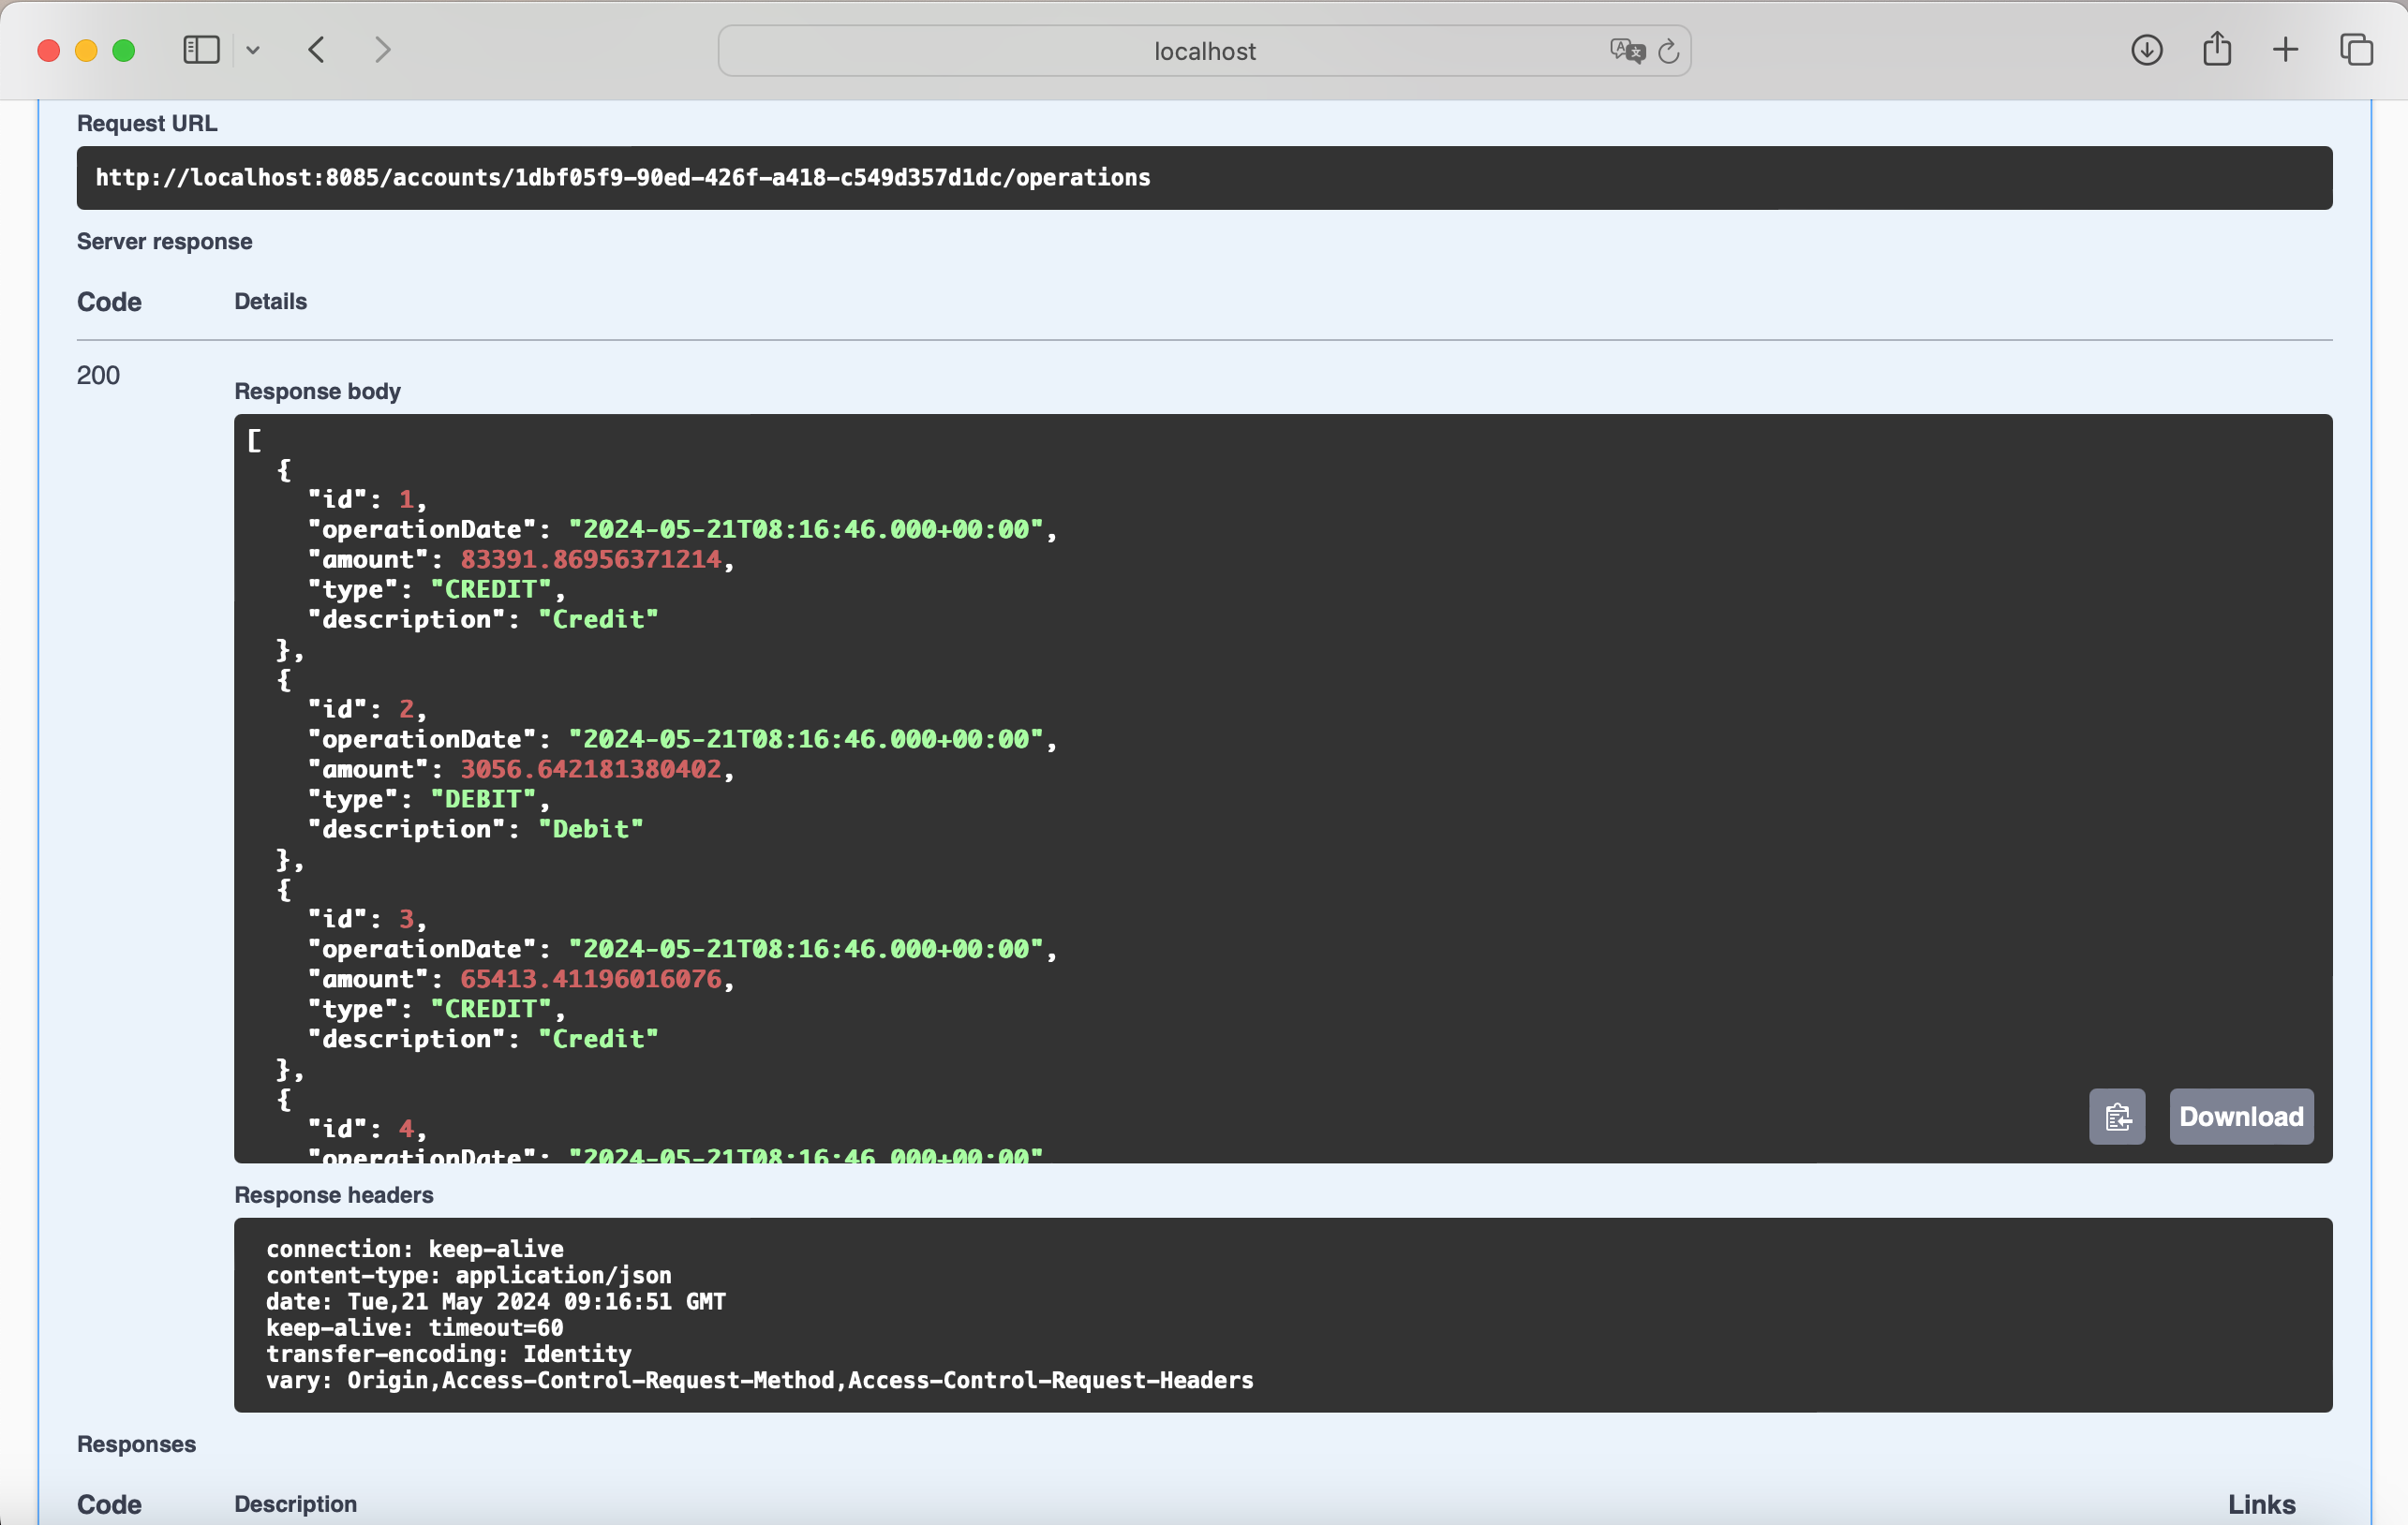 localhost
Request URL
http://localhost:8085/accounts/1dbf05f9-90ed-426f-a418-c549d357d1dc/operations
Server response
Code Details
200
Response body
[
{
"id": 1,
"operationDate": "2024-05-21T08:16:46.000+00:00",
"amount": 83391.86956371214,
"type": "CREDIT",
"description": "Credit"
},
{
"id": 2,
"operationDate": "2024-05-21T08:16:46.000+00:00",
"amount": 3056.642181380402,
"type": "DEBIT",
"description": "Debit"
},
{
"id": 3,
"operationDate": "2024-05-21T08:16:46.000+00:00",
"amount": 65413.41196016076,
"type": "CREDIT",
"description": "Credit"
},
{
"id": 4,
"operationDate": "2024-05-21T08:16:46.000+00:00"
Download
Response headers
connection: keep-alive
content-type: application/json
date: Tue,21 May 2024 09:16:51 GMT
keep-alive: timeout=60
transfer-encoding: Identity
vary: Origin,Access-Control-Request-Method,Access-Control-Request-Headers
Responses
Code Description Links